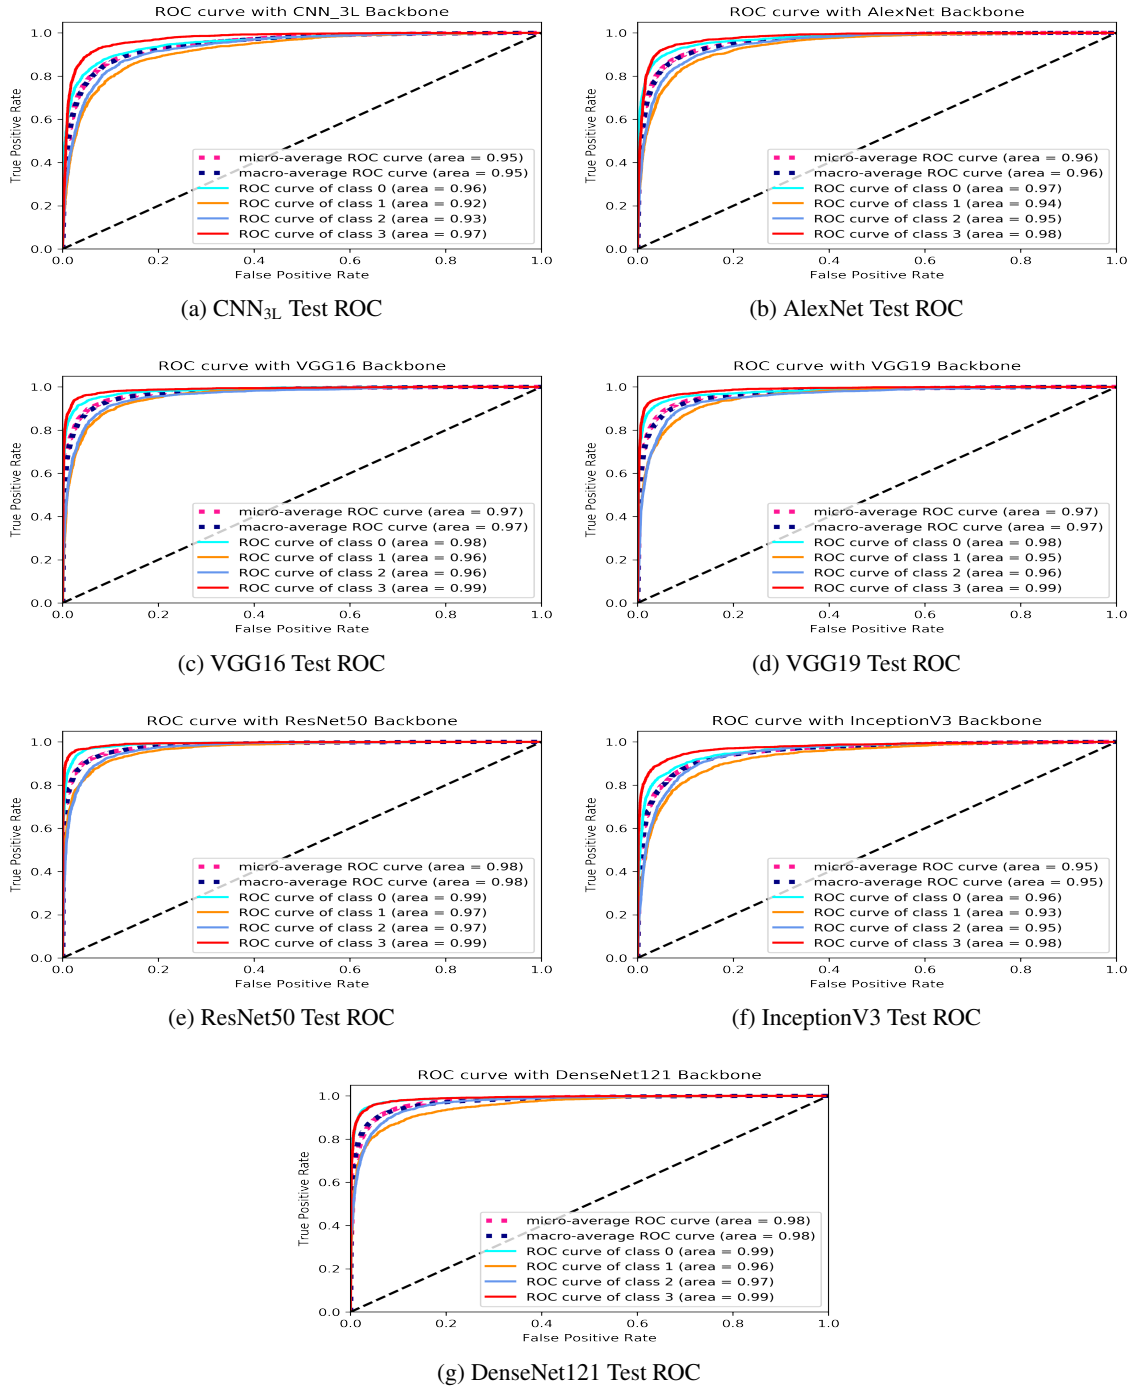 ROC curve with CNN_3L Backbone
True Positive Rate
1.0
0.8
0.6
0.4
0.2
0.0
micro-average ROC curve (area = 0.95)
macro-average ROC curve (area = 0.95)
ROC curve of class 0 (area = 0.96)
ROC curve of class 1 (area = 0.92)
ROC curve of class 2 (area = 0.93)
ROC curve of class 3 (area = 0.97)
0.0 0.2 0.4 0.6 0.8 1.0
False Positive Rate
(a) CNN3L Test ROC
ROC curve with AlexNet Backbone
True Positive Rate
1.0
0.8
0.6
0.4
0.2
0.0
micro-average ROC curve (area = 0.96)
macro-average ROC curve (area = 0.96)
ROC curve of class 0 (area = 0.97)
ROC curve of class 1 (area = 0.94)
ROC curve of class 2 (area = 0.95)
ROC curve of class 3 (area = 0.98)
0.0 0.2 0.4 0.6 0.8 1.0
False Positive Rate
(b) AlexNet Test ROC
ROC curve with VGG16 Backbone
True Positive Rate
1.0
0.8
0.6
0.4
0.2
0.0
micro-average ROC curve (area = 0.97)
macro-average ROC curve (area = 0.97)
ROC curve of class 0 (area = 0.98)
ROC curve of class 1 (area = 0.96)
ROC curve of class 2 (area = 0.96)
ROC curve of class 3 (area = 0.99)
0.0 0.2 0.4 0.6 0.8 1.0
False Positive Rate
(c) VGG16 Test ROC
ROC curve with VGG19 Backbone
True Positive Rate
1.0
0.8
0.6
0.4
0.2
0.0
micro-average ROC curve (area = 0.97)
macro-average ROC curve (area = 0.97)
ROC curve of class 0 (area = 0.98)
ROC curve of class 1 (area = 0.95)
ROC curve of class 2 (area = 0.96)
ROC curve of class 3 (area = 0.99)
0.0 0.2 0.4 0.6 0.8 1.0
False Positive Rate
(d) VGG19 Test ROC
ROC curve with ResNet50 Backbone
True Positive Rate
1.0
0.8
0.6
0.4
0.2
0.0
micro-average ROC curve (area = 0.98)
macro-average ROC curve (area = 0.98)
ROC curve of class 0 (area = 0.99)
ROC curve of class 1 (area = 0.97)
ROC curve of class 2 (area = 0.97)
ROC curve of class 3 (area = 0.99)
0.0 0.2 0.4 0.6 0.8 1.0
False Positive Rate
(e) ResNet50 Test ROC
ROC curve with InceptionV3 Backbone
True Positive Rate
1.0
0.8
0.6
0.4
0.2
0.0
micro-average ROC curve (area = 0.95)
macro-average ROC curve (area = 0.95)
ROC curve of class 0 (area = 0.96)
ROC curve of class 1 (area = 0.93)
ROC curve of class 2 (area = 0.95)
ROC curve of class 3 (area = 0.98)
0.0 0.2 0.4 0.6 0.8 1.0
False Positive Rate
(f) InceptionV3 Test ROC
ROC curve with DenseNet121 Backbone
True Positive Rate
1.0
0.8
0.6
0.4
0.2
0.0
micro-average ROC curve (area = 0.98)
macro-average ROC curve (area = 0.98)
ROC curve of class 0 (area = 0.99)
ROC curve of class 1 (area = 0.96)
ROC curve of class 2 (area = 0.97)
ROC curve of class 3 (area = 0.99)
0.0 0.2 0.4 0.6 0.8 1.0
False Positive Rate
(g) DenseNet121 Test ROC